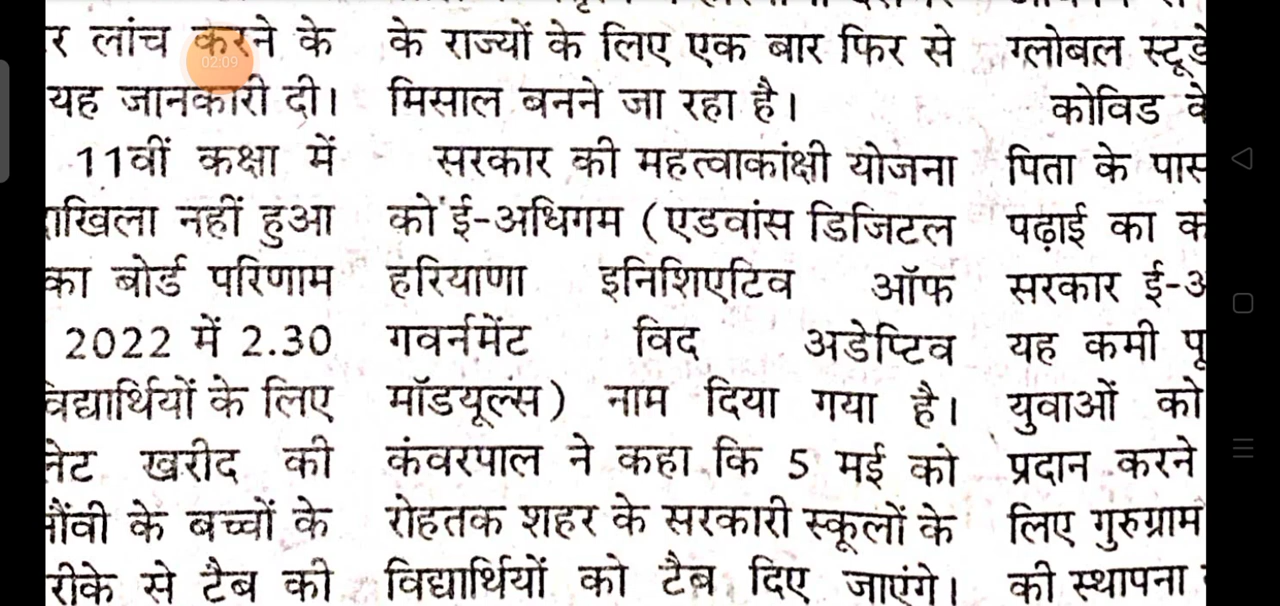 र लांच करने के
यह जानकारी दी।
11वीं कक्षा में
दाखिला नहीं हुआ
का बोर्ड परिणाम
2022 में 2.30
विद्यार्थियों के लिए
खरीद की
के बच्चों के
से टैब की
के राज्यों के लिए एक बार फिर से
मिसाल बनने जा रहा है।
सरकार की महत्वाकांक्षी योजना
को ई-अधिगम (एडवांस डिजिटल
हरियाणा इनिशिएटिव ऑफ
गवर्नमेंट विद अडेप्टिव
मॉडयूल्स) नाम दिया गया है।
कंवरपाल ने कहा कि 5 मई को
रोहतक शहर के सरकारी स्कूलों के
विद्यार्थियों को टैब दिए जाएंगे।
ग्लोबल स्टूडे
कोविड के
पिता के पास
पढ़ाई का
सरकार ई-अ
यह कमी पू
युवाओं को
प्रदान करने
लिए गुरुग्राम
की स्थापना
02:09